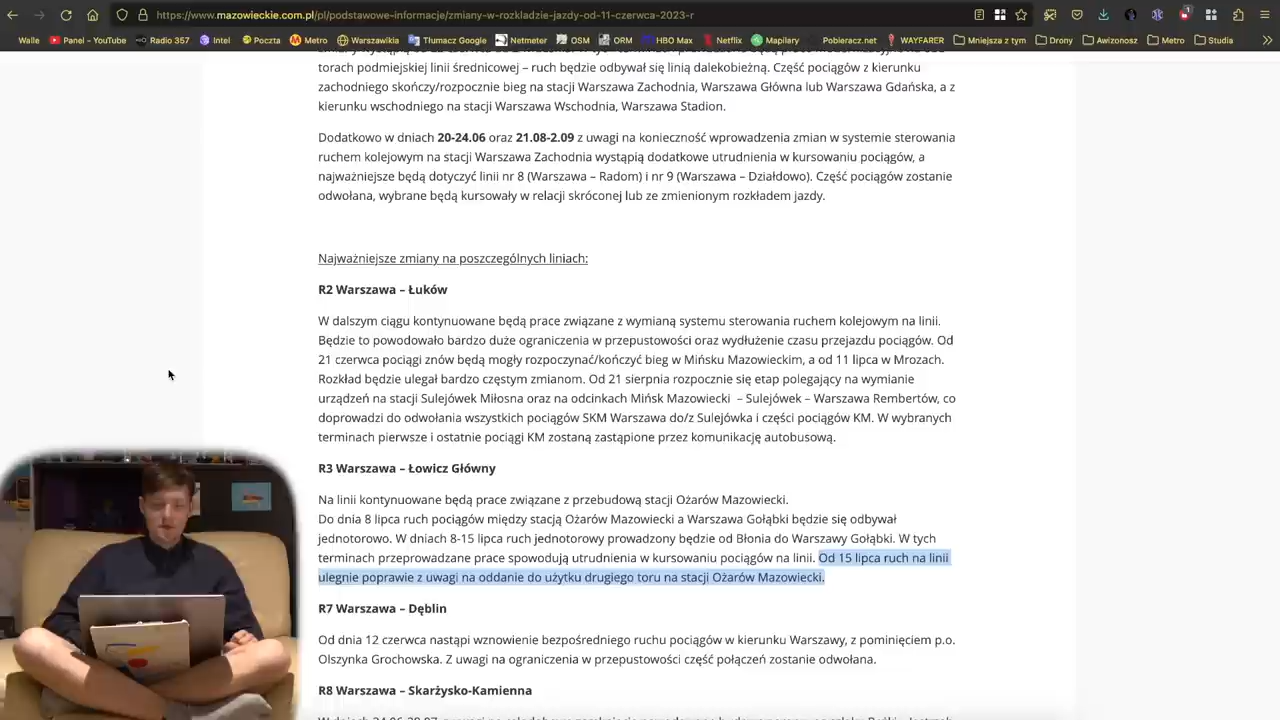 https://www.mazowieckie.com.pl/pl/podstawowe-informacje/zmiany-w-rozkladzie-jazdy-od-11-czerwca-2023-r
Walle Panel - YouTube Radio 357 Intel Poczta Metro Warszawikia Tłumacz Google Netmeter OSM ORM HBO Max Netflix Mapilary Pobieracz.net WAYFARER Mniejsza z tym Drony Awizonosz Metro Studia
torach podmiejskiej linii średnicowej – ruch będzie odbywał się linią dalekobieżną. Część pociągów z kierunku
zachodniego skończy/rozpocznie bieg na stacji Warszawa Zachodnia, Warszawa Główna lub Warszawa Gdańska, a z
kierunku wschodniego na stacji Warszawa Wschodnia, Warszawa Stadion.
Dodatkowo w dniach 20-24.06 oraz 21.08-2.09 z uwagi na konieczność wprowadzenia zmian w systemie sterowania
ruchem kolejowym na stacji Warszawa Zachodnia wystąpią dodatkowe utrudnienia w kursowaniu pociągów, a
najważniejsze będą dotyczyć linii nr 8 (Warszawa – Radom) i nr 9 (Warszawa – Działdowo). Część pociągów zostanie
odwołana, wybrane będą kursowały w relacji skróconej lub ze zmienionym rozkładem jazdy.
Najważniejsze zmiany na poszczególnych liniach:
R2 Warszawa – Łuków
W dalszym ciągu kontynuowane będą prace związane z wymianą systemu sterowania ruchem kolejowym na linii.
Będzie to powodowało bardzo duże ograniczenia w przepustowości oraz wydłużenie czasu przejazdu pociągów. Od
21 czerwca pociągi znów będą mogły rozpoczynać/kończyć bieg w Mińsku Mazowieckim, a od 11 lipca w Mrozach.
Rozkład będzie ulegał bardzo częstym zmianom. Od 21 sierpnia rozpocznie się etap polegający na wymianie
urządzeń na stacji Sulejówek Miłosna oraz na odcinkach Mińsk Mazowiecki – Sulejówek – Warszawa Rembertów, co
doprowadzi do odwołania wszystkich pociągów SKM Warszawa do/z Sulejówka i części pociągów KM. W wybranych
terminach pierwsze i ostatnie pociągi KM zostaną zastąpione przez komunikację autobusową.
R3 Warszawa – Łowicz Główny
Na linii kontynuowane będą prace związane z przebudową stacji Ożarów Mazowiecki.
Do dnia 8 lipca ruch pociągów między stacją Ożarów Mazowiecki a Warszawa Gołąbki będzie się odbywał
jednotorowo. W dniach 8-15 lipca ruch jednotorowy prowadzony będzie od Błonia do Warszawy Gołąbki. W tych
terminach przeprowadzane prace spowodują utrudnienia w kursowaniu pociągów na linii. Od 15 lipca ruch na linii
ulegnie poprawie z uwagi na oddanie do użytku drugiego toru na stacji Ożarów Mazowiecki.
R7 Warszawa – Dęblin
Od dnia 12 czerwca nastąpi wznowienie bezpośredniego ruchu pociągów w kierunku Warszawy, z pominięciem p.o.
Olszynka Grochowska. Z uwagi na ograniczenia w przepustowości część połączeń zostanie odwołana.
R8 Warszawa – Skarżysko-Kamienna